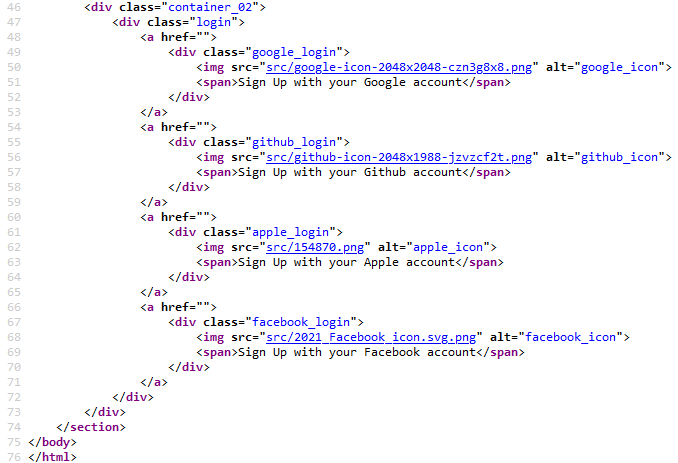 46 <div class="container_02">
47 <div class="login">
48 <a href="">
49 <div class="google_login">
50 <img src="src/google-icon-2048x2048-czn3g8x8.png" alt="google_icon">
51 <span>Sign Up with your Google account</span>
52 </div>
53 </a>
54 <a href="">
55 <div class="github_login">
56 <img src="src/github-icon-2048x1988-jzvzcf2t.png" alt="github_icon">
57 <span>Sign Up with your Github account</span>
58 </div>
59 </a>
60 <a href="">
61 <div class="apple_login">
62 <img src="src/154870.png" alt="apple_icon">
63 <span>Sign Up with your Apple account</span>
64 </div>
65 </a>
66 <a href="">
67 <div class="facebook_login">
68 <img src="src/2021_Facebook_icon.svg.png" alt="facebook_icon">
69 <span>Sign Up with your Facebook account</span>
70 </div>
71 </a>
72 </div>
73 </div>
74 </section>
75 </body>
76 </html>